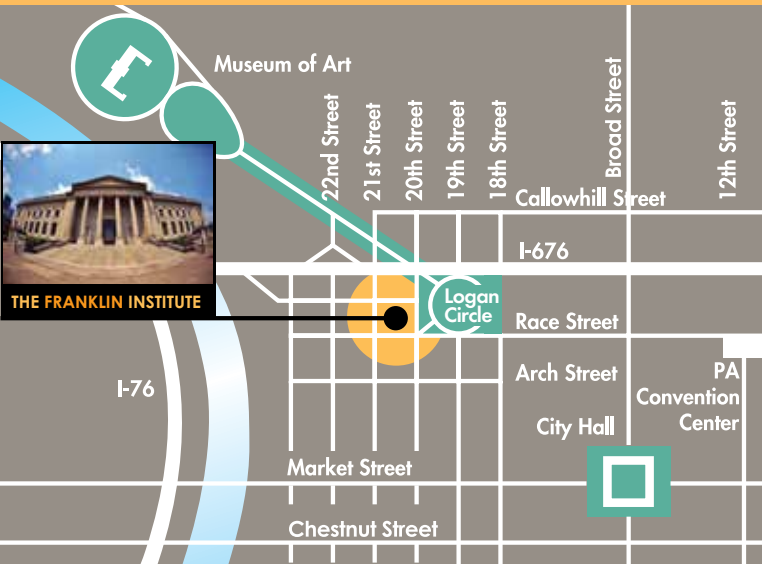 Museum of Art
22nd Street
21st Street
20th Street
19th Street
18th Street
Broad Street
12th Street
Callowhill Street
I-676
THE FRANKLIN INSTITUTE
Logan
Circle
Race Street
I-76
Arch Street
PA
Convention
Center
City Hall
Market Street
Chestnut Street